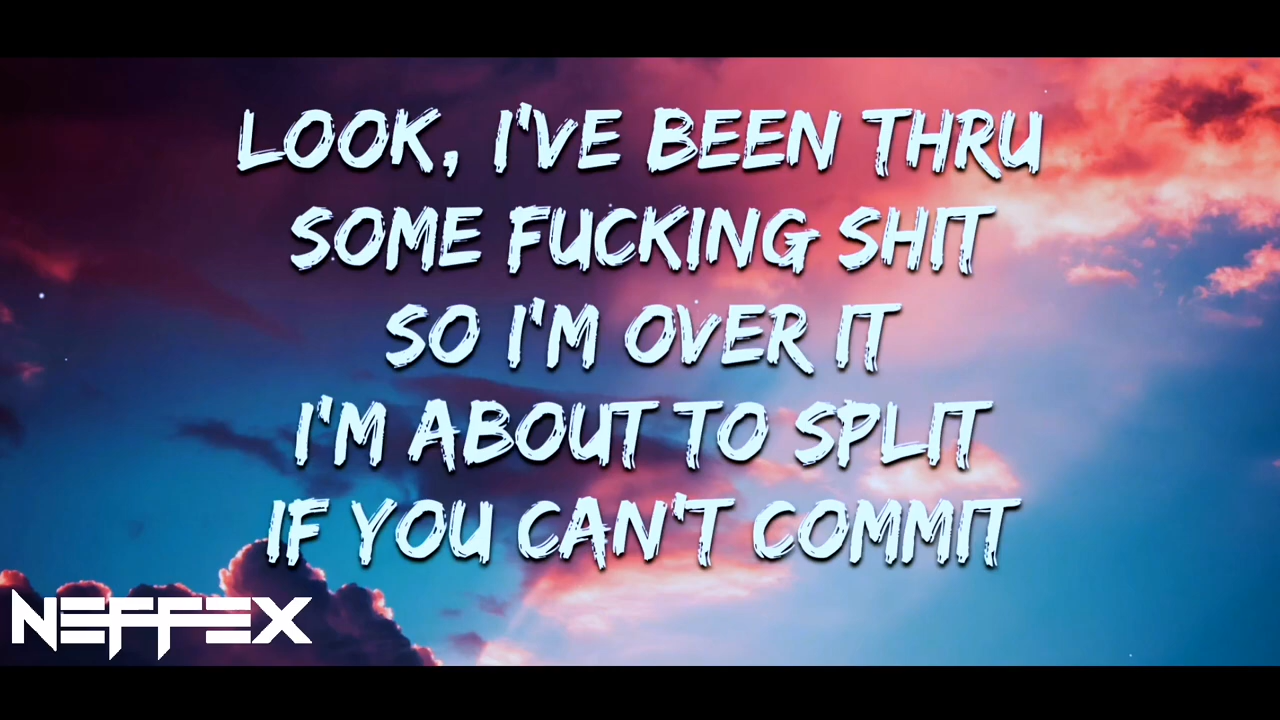 LOOK, I'VE BEEN THRU
SOME FUCKING SHIT
SO I'M OVER IT
I'M ABOUT TO SPLIT
IF YOU CAN'T COMMIT
NEFFEX